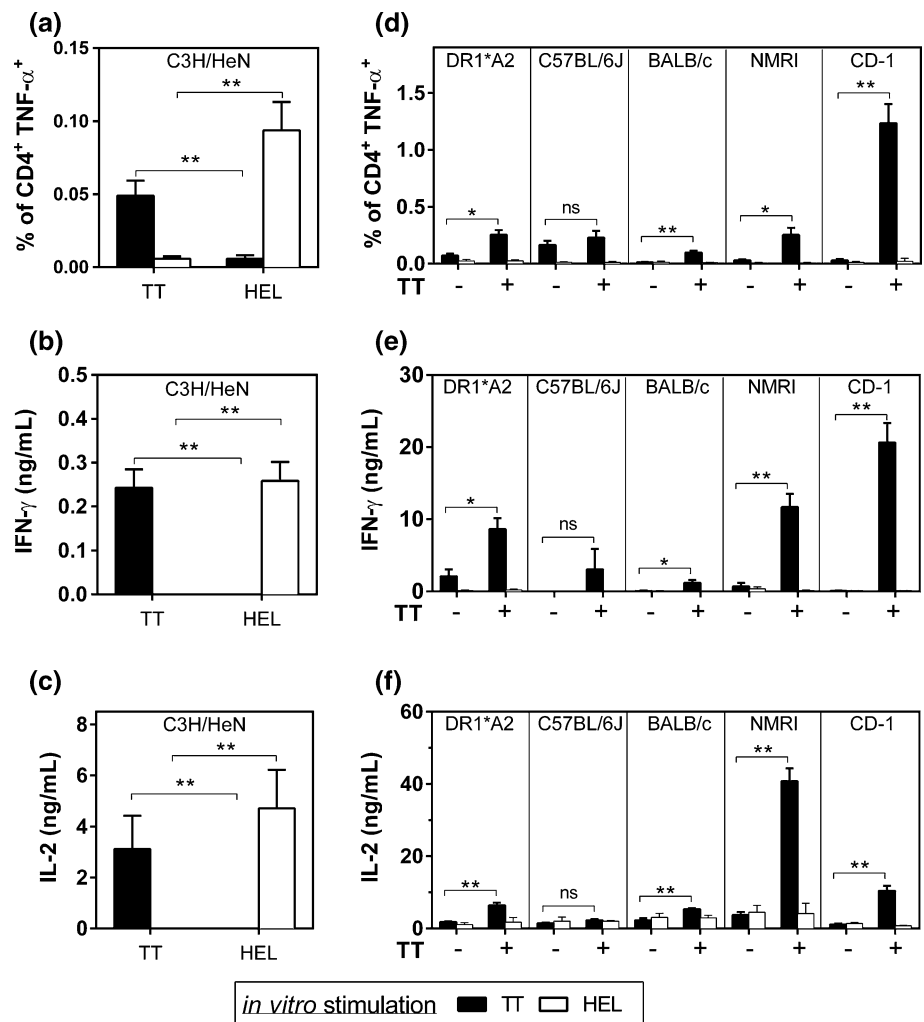 (a)
% of CD4+ TNF-α+
0.15
0.10
0.05
0.00
C3H/HeN
**
**
TT HEL
(b)
IFN-γ (ng/mL)
0.5
0.4
0.3
0.2
0.1
0.0
C3H/HeN
**
**
TT HEL
(c)
IL-2 (ng/mL)
8
6
4
2
0
C3H/HeN
**
**
TT HEL
(d)
% of CD4+ TNF-α+
1.5
1.0
0.5
0.0
DR1*A2 C57BL/6J BALB/c NMRI CD-1
* ns ** * **
TT - + - + - + - + - +
(e)
IFN-γ (ng/mL)
30
20
10
0
DR1*A2 C57BL/6J BALB/c NMRI CD-1
* ns * ** **
TT - + - + - + - + - +
(f)
IL-2 (ng/mL)
60
40
20
0
DR1*A2 C57BL/6J BALB/c NMRI CD-1
** ns ** ** **
TT - + - + - + - + - +
in vitro stimulation TT HEL